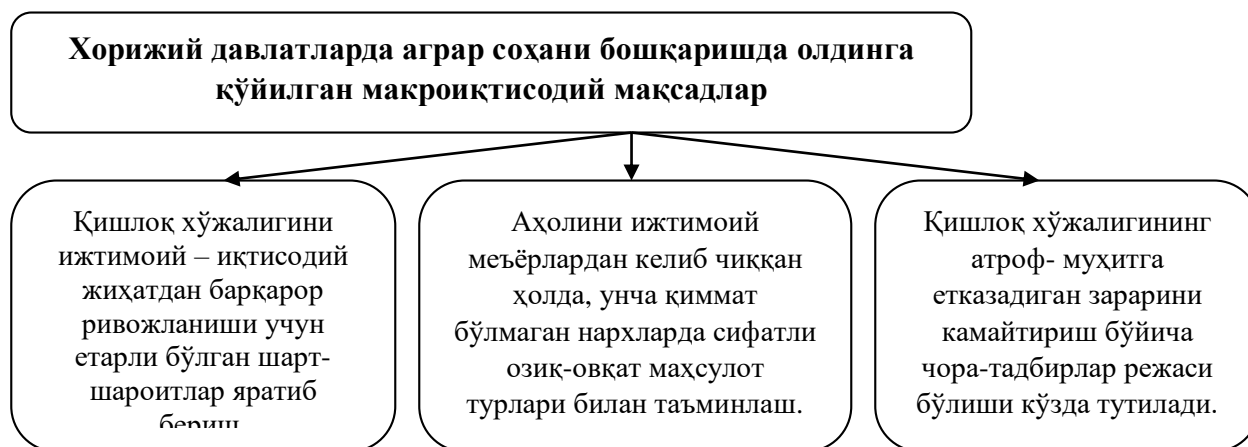 Хорижий давлатларда аграр соҳани бошқаришда олдинга
қўйилган макроиқтисодий мақсадлар
Қишлоқ хўжалигини
ижтимоий – иқтисодий
жиҳатдан барқарор
ривожланиши учун
етарли бўлган шарт-
шароитлар яратиб
бериш
Аҳолини ижтимоий
меъёрлардан келиб чиққан
ҳолда, унча қиммат
бўлмаган нархларда сифатли
озиқ-овқат маҳсулот
турлари билан таъминлаш.
Қишлоқ хўжалигининг
атроф- муҳитга
етказадиган зарарини
камайтириш бўйича
чора-тадбирлар режаси
бўлиши кўзда тутилади.